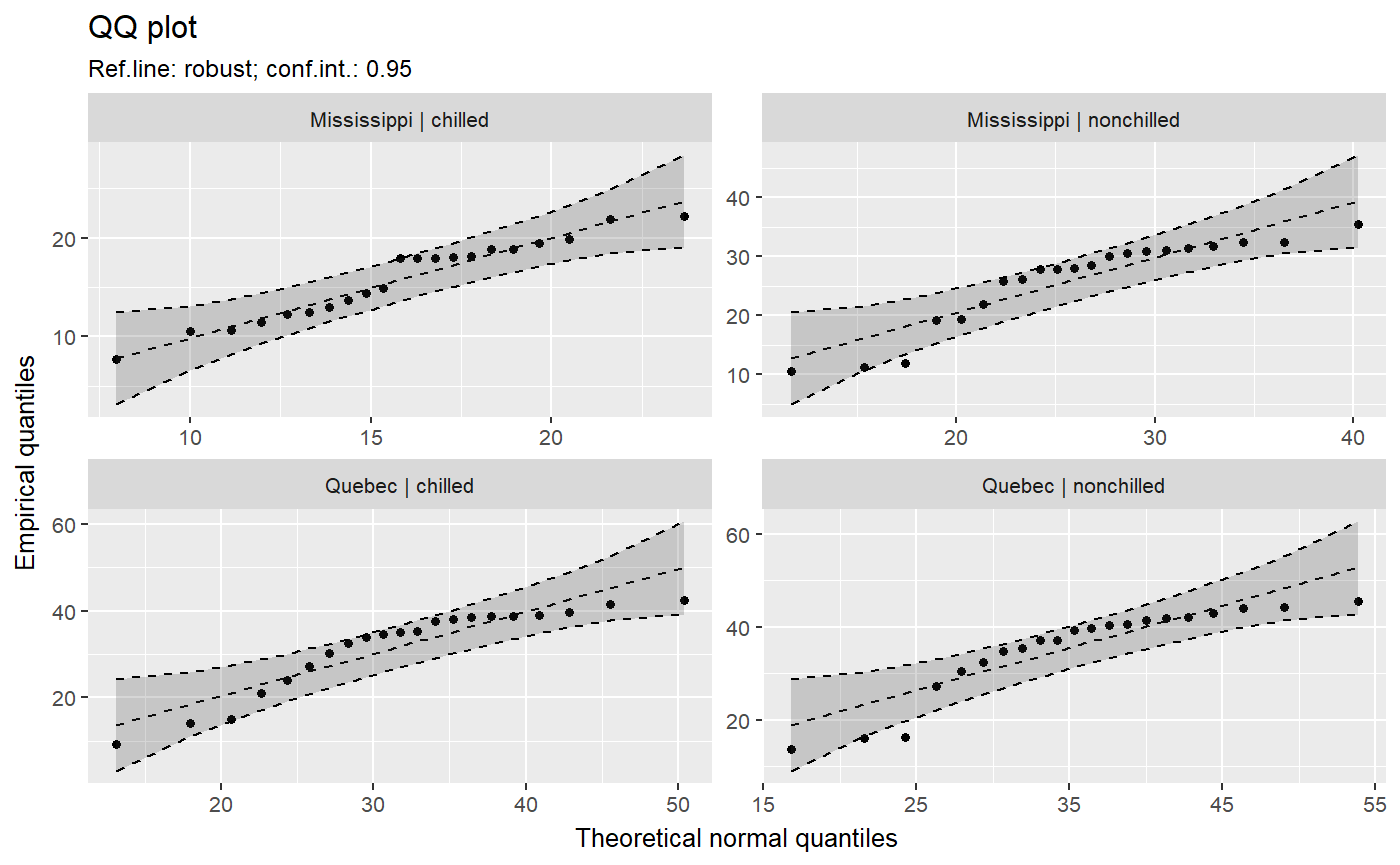 QQ plot
Ref.line: robust; conf.int.: 0.95
Mississippi | chilled
Mississippi | nonchilled
20
10
10 15 20
40
30
20
10
20 30 40
Quebec | chilled
Quebec | nonchilled
60
40
20
20 30 40 50
60
40
20
15 25 35 45 55
Empirical quantiles
Theoretical normal quantiles